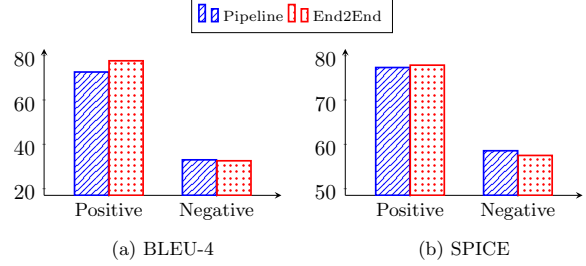 Pipeline End2End
80
60
40
20
Positive Negative
(a) BLEU-4
80
70
60
50
Positive Negative
(b) SPICE